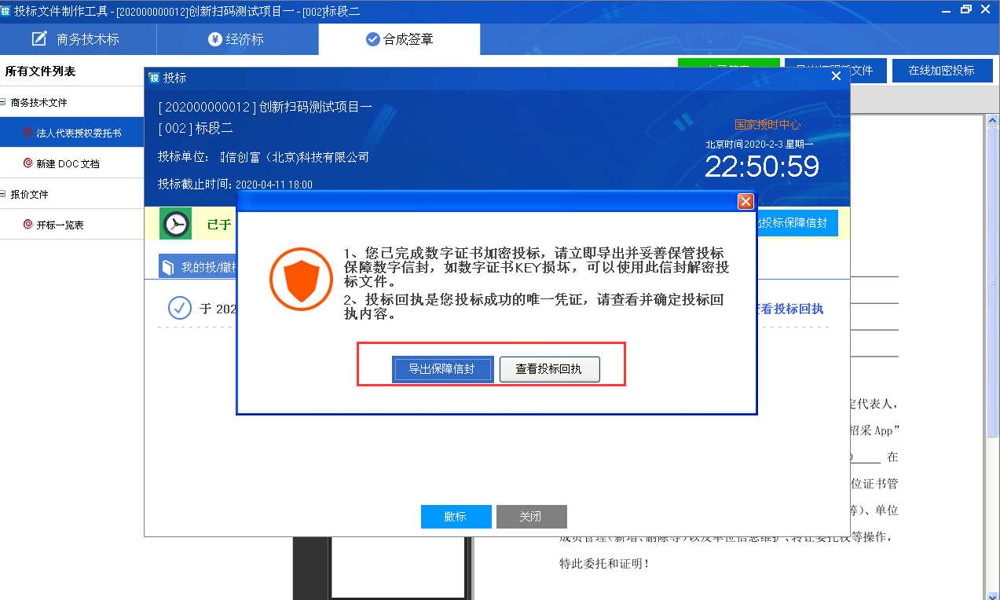 投标文件制作工具 - [202000000012]创新扫码测试项目一 - [002]标段二
商务技术标
经济标
合成签章
所有文件列表
文件
在线加密投标
商务技术文件
法人代表授权委托书
新建 DOC 文档
报价文件
开标一览表
投标
[ 202000000012 ] 创新扫码测试项目一
[ 002 ] 标段二
投标单位：
信创富（北京)科技有限公司
投标截止时间: 2020-04-11 18:00
国家授时中心
北京时间2020-2-3 星期一
22:50:59
已于
投标保障信封
我的投/撤
于 202
查看投标回执
1、您已完成数字证书加密投标，请立即导出并妥善保管投标
保障数字信封，如数字证书KEY损坏，可以使用此信封解密投
标文件。
2、投标回执是您投标成功的唯一凭证，请查看并确定投标回
执内容。
导出保障信封
查看投标回执
撤标
关闭
定代表人，
招采 App”
在
位证书管
等）、单位
成员管理（新增、删除等）以及单位信息维护、转让委托权等操作，
特此委托和证明！